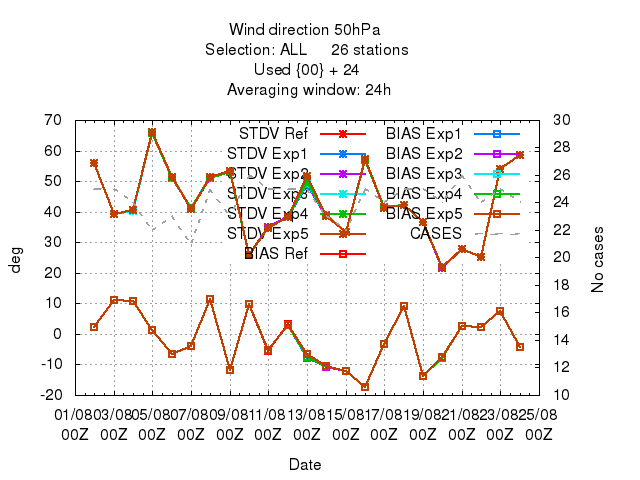 Wind direction 50hPa
Selection: ALL 26 stations
Used {00} + 24
Averaging window: 24h
deg
70
60
50
40
30
20
10
0
-10
-20
STDV Ref
STDV Exp1
STDV Exp2
STDV Exp3
STDV Exp4
STDV Exp5
BIAS Ref
BIAS Exp1
BIAS Exp2
BIAS Exp3
BIAS Exp4
BIAS Exp5
CASES
30
28
26
24
22
20
18
16
14
12
10
No cases
01/08 03/08 05/08 07/08 09/08 11/08 13/08 15/08 17/08 19/08 21/08 23/08 25/08
00Z 00Z 00Z 00Z 00Z 00Z 00Z 00Z 00Z 00Z 00Z 00Z 00Z
Date